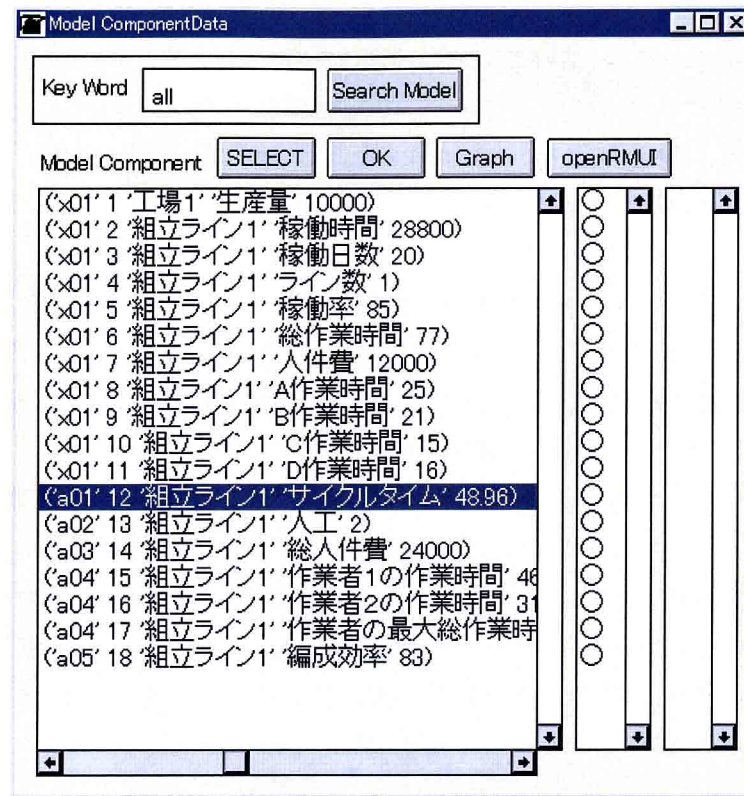 Model ComponentData
Key Word all Search Model
Model Component SELECT OK Graph openRMUI
('x01' 1 '工場1' '生産量' 10000)
('x01' 2 '組立ライン1' '稼働時間' 28800)
('x01' 3 '組立ライン1' '稼働日数' 20)
('x01' 4 '組立ライン1' 'ライン数' 1)
('x01' 5 '組立ライン1' '稼働率' 85)
('x01' 6 '組立ライン1' '総作業時間' 77)
('x01' 7 '組立ライン1' '人件費' 12000)
('x01' 8 '組立ライン1' 'A作業時間' 25)
('x01' 9 '組立ライン1' 'B作業時間' 21)
('x01' 10 '組立ライン1' 'C作業時間' 15)
('x01' 11 '組立ライン1' 'D作業時間' 16)
('a01' 12 '組立ライン1' 'サイクルタイム' 48.96)
('a02' 13 '組立ライン1' '人工' 2)
('a03' 14 '組立ライン1' '総人件費' 24000)
('a04' 15 '組立ライン1' '作業者1の作業時間' 46
('a04' 16 '組立ライン1' '作業者2の作業時間' 31
('a04' 17 '組立ライン1' '作業者の最大総作業時
('a05' 18 '組立ライン1' '編成効率' 83)